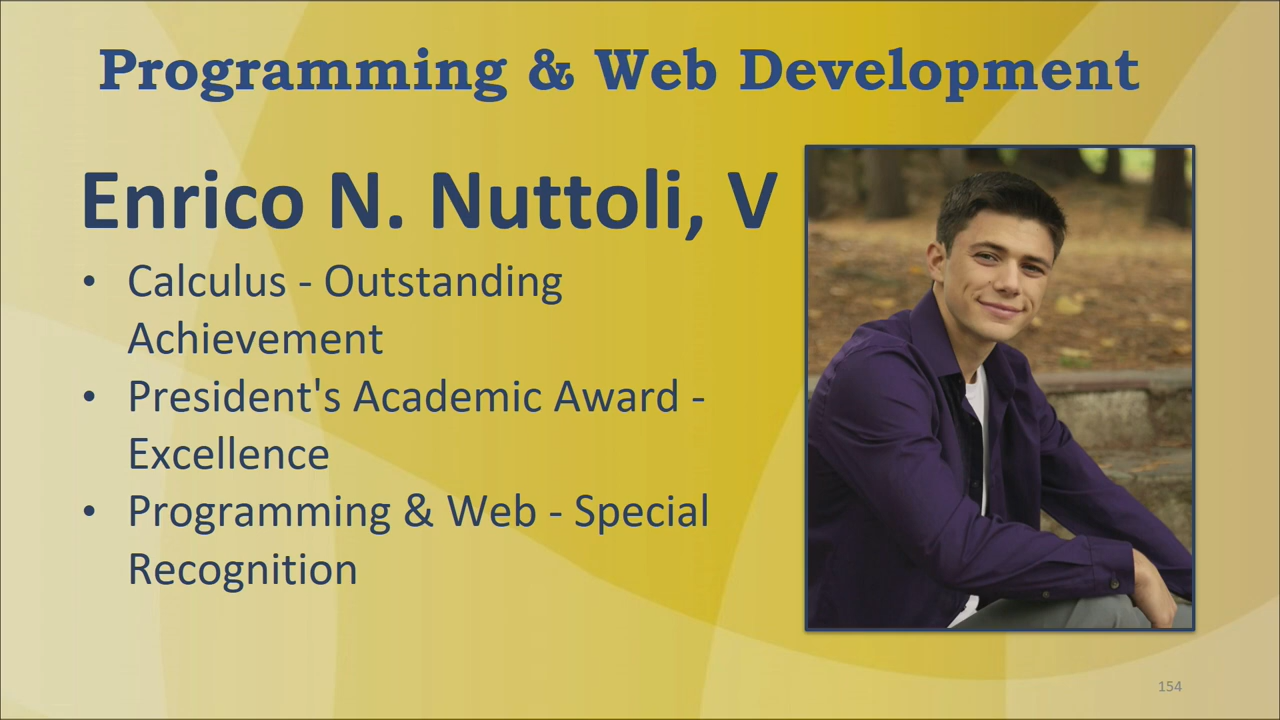 Programming & Web Development
Enrico N. Nuttoli, V
• Calculus - Outstanding
Achievement
• President's Academic Award -
Excellence
• Programming & Web - Special
Recognition
154